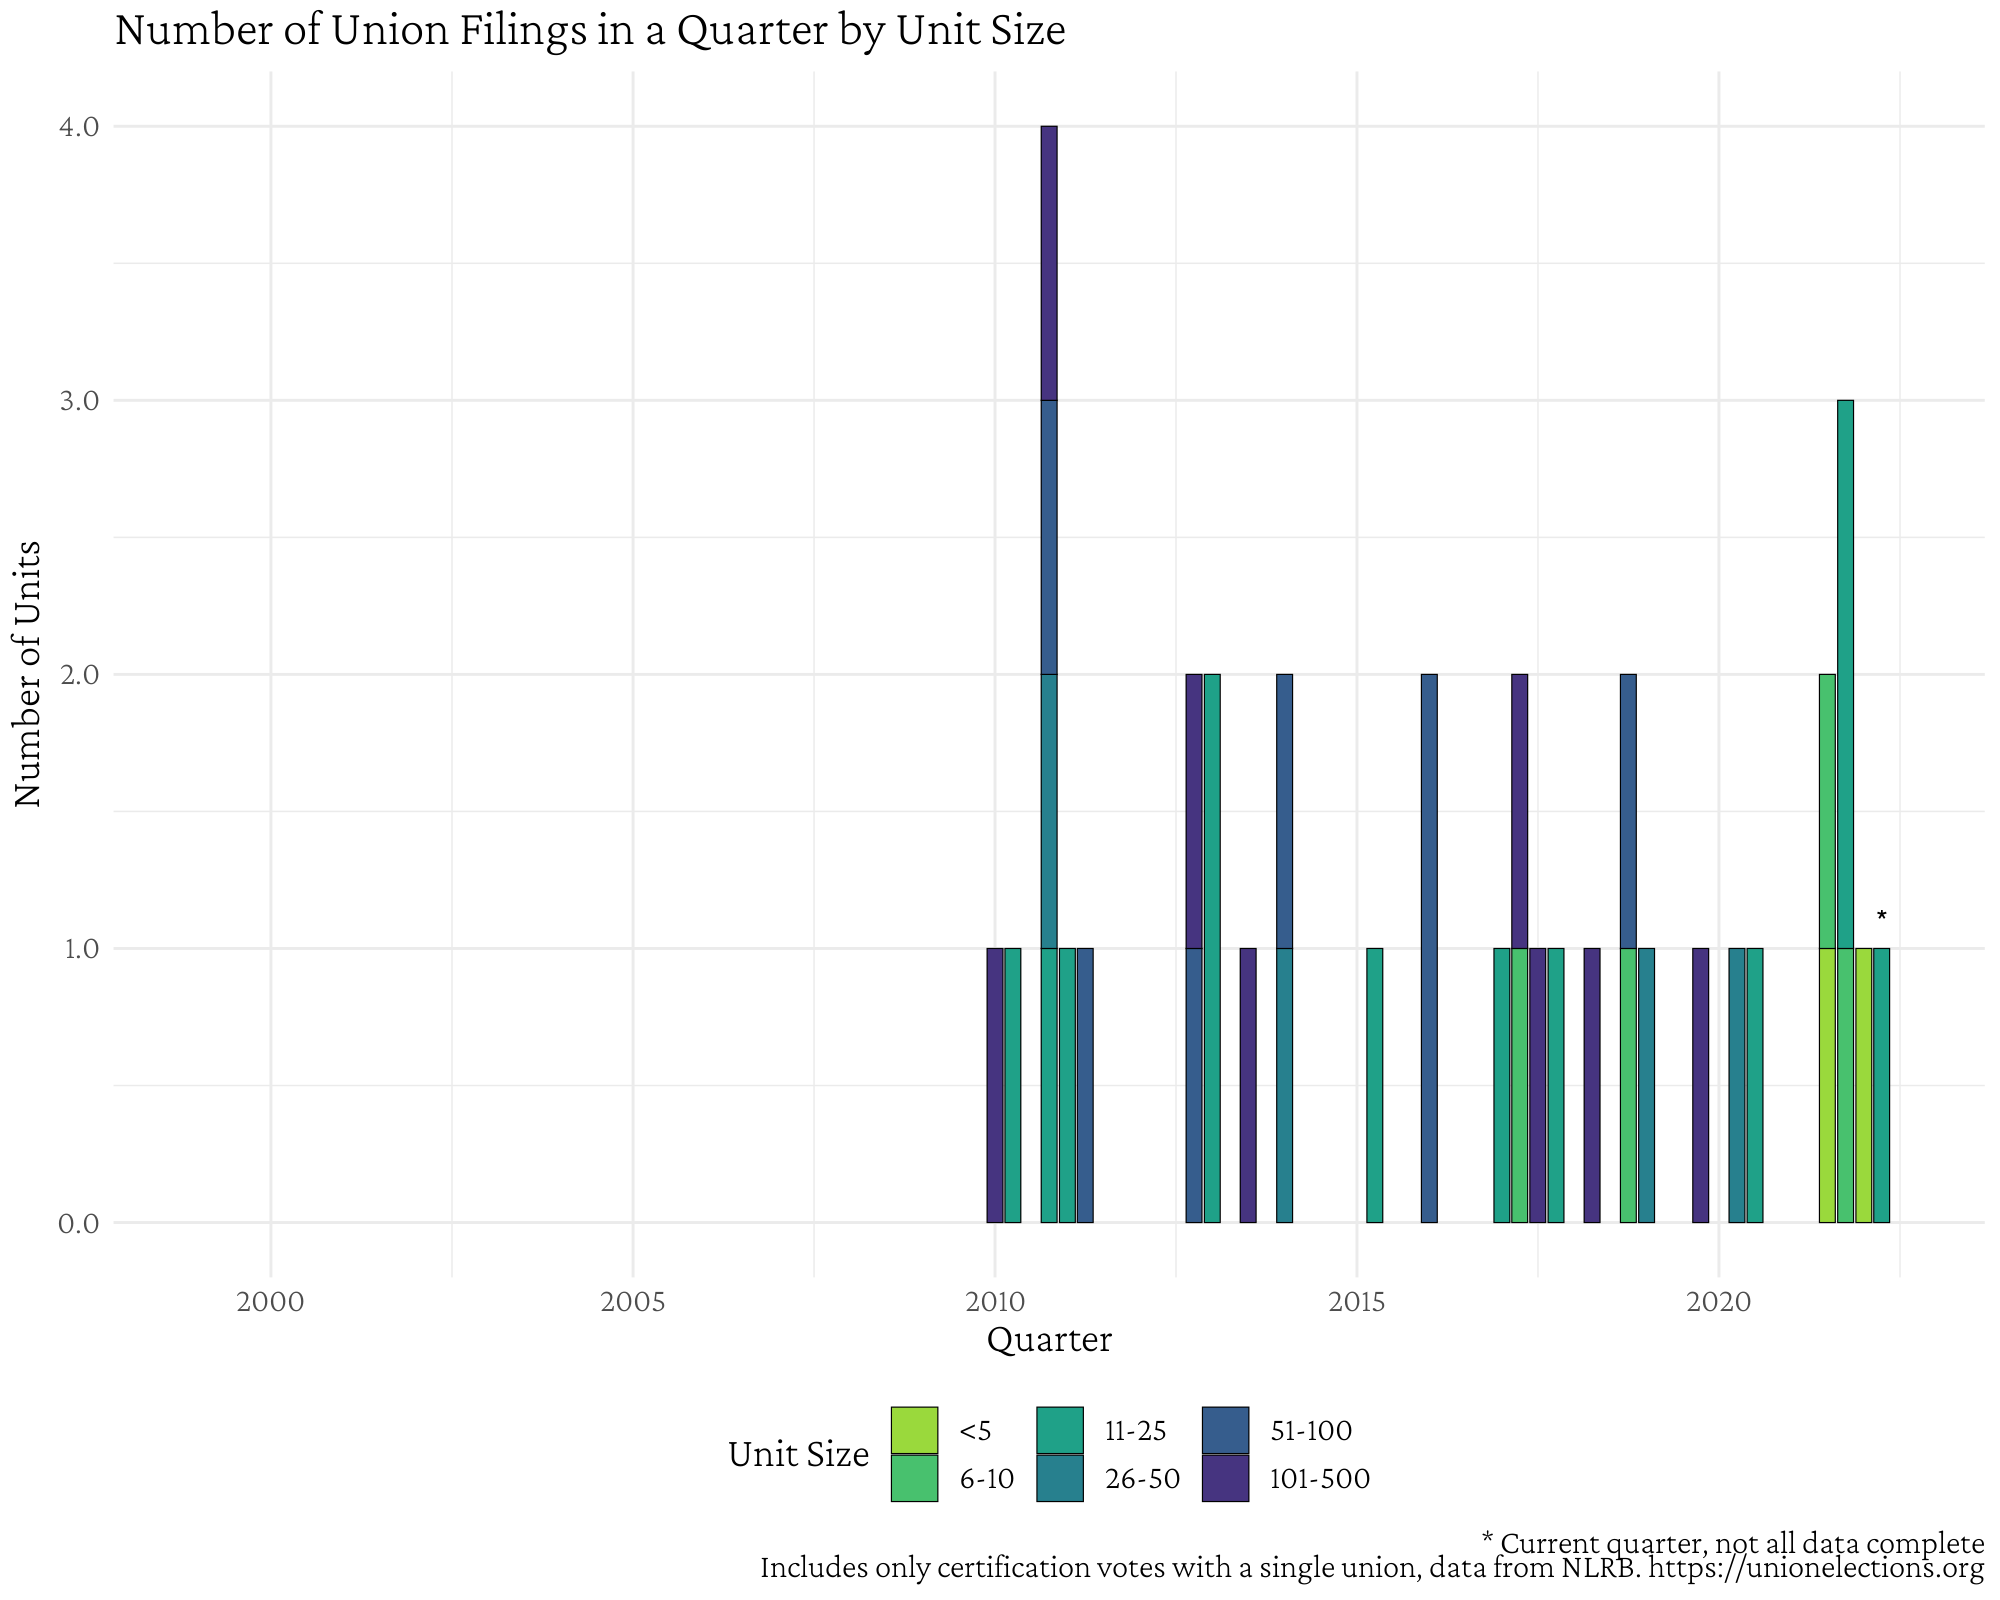 Number of Union Filings in a Quarter by Unit Size
Number of Units
4.0
3.0
2.0
1.0
0.0
*
2000 2005 2010 2015 2020
Quarter
Unit Size
<5 11-25 51-100
6-10 26-50 101-500
* Current quarter, not all data complete
Includes only certification votes with a single union, data from NLRB. https://unionelections.org